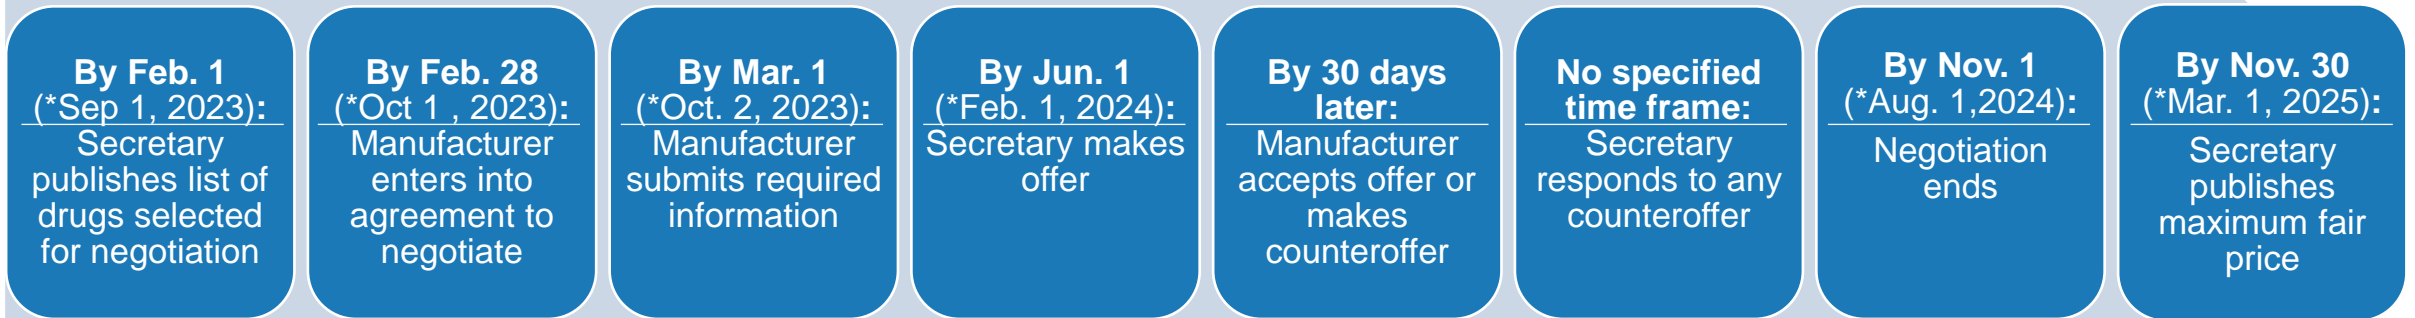 By Feb. 1
(*Sep 1, 2023):
Secretary
publishes list of
drugs selected
for negotiation
By Feb. 28
(*Oct 1 , 2023):
Manufacturer
enters into
agreement to
negotiate
By Mar. 1
(*Oct. 2, 2023):
Manufacturer
submits required
information
By Jun. 1
(*Feb. 1, 2024):
Secretary makes
offer
By 30 days
later:
Manufacturer
accepts offer or
makes
counteroffer
No specified
time frame:
Secretary
responds to any
counteroffer
By Nov. 1
(*Aug. 1,2024):
Negotiation
ends
By Nov. 30
(*Mar. 1, 2025):
Secretary
publishes
maximum fair
price